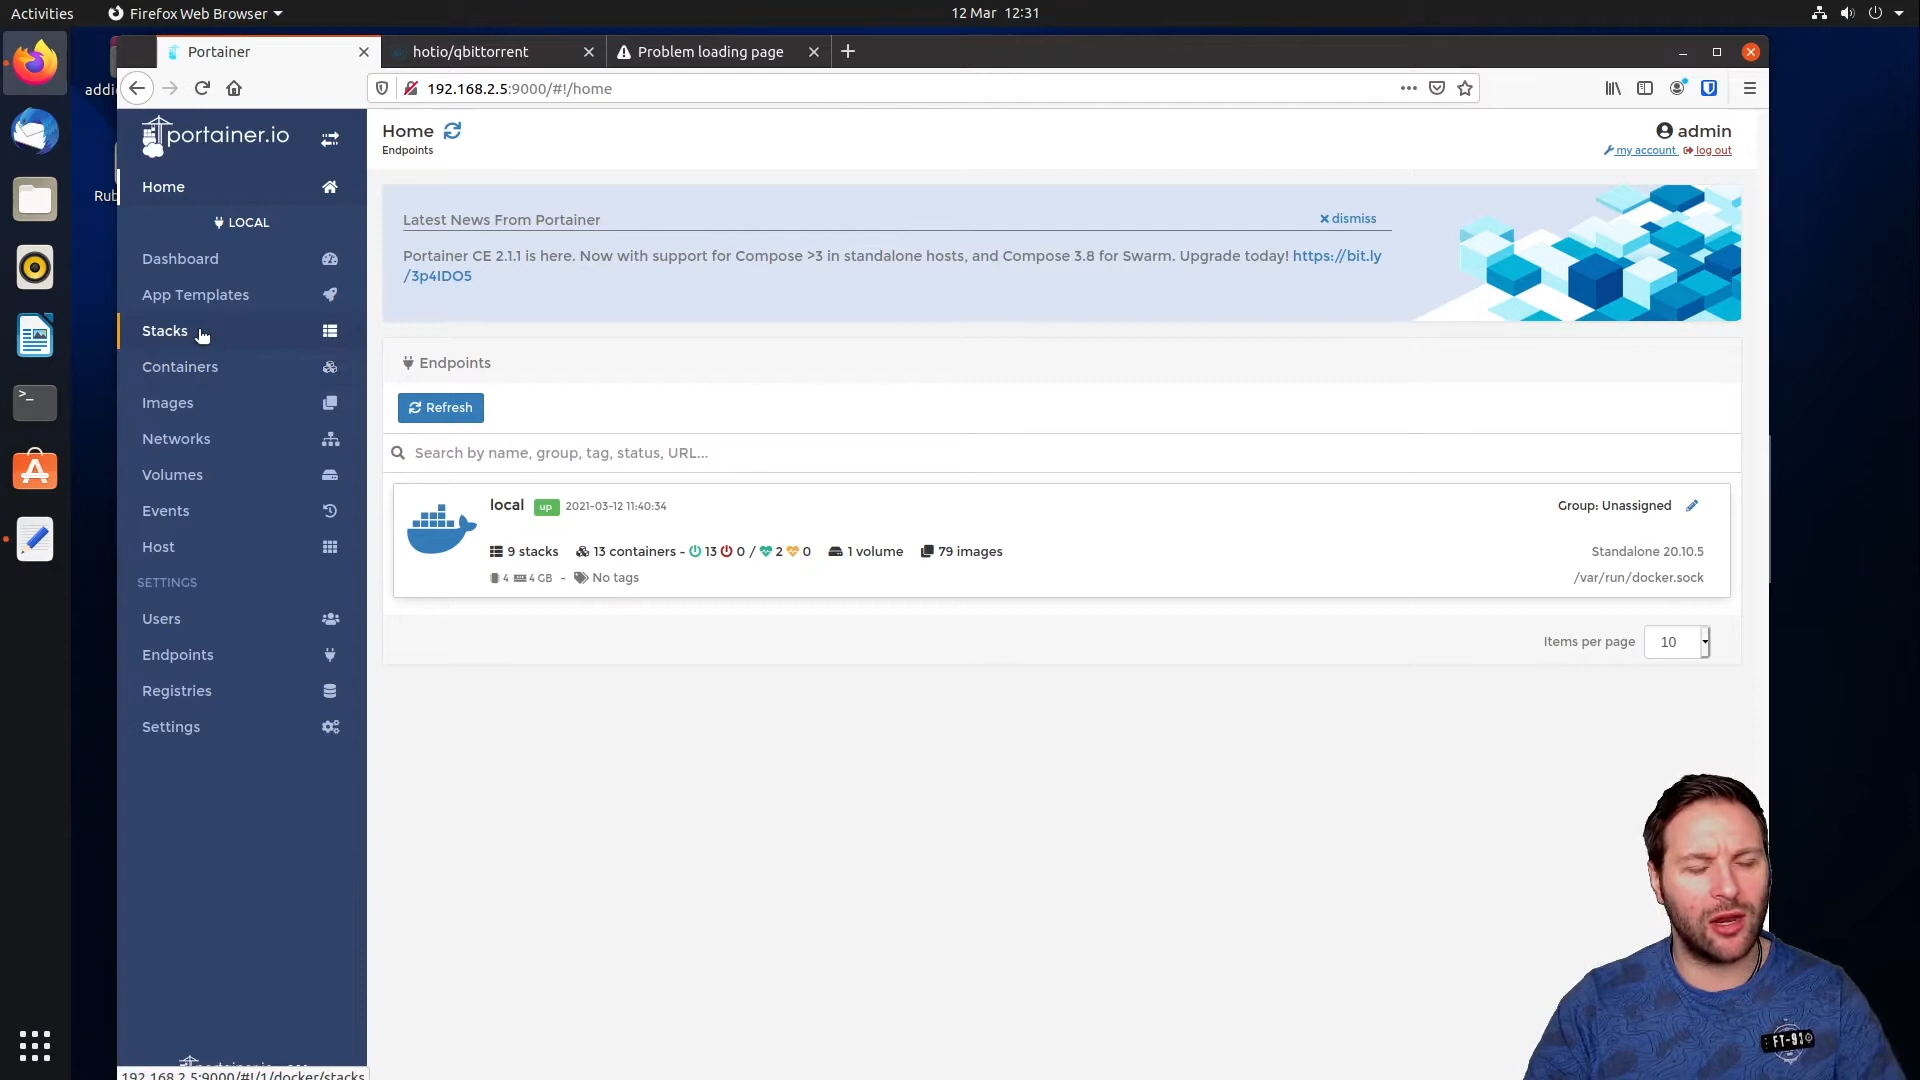 Activities
Firefox Web Browser
12 Mar 12:31
Portainer
hotio/qbittorrent
Problem loading page
192.168.2.5:9000/#!/home
addi
Rub
portainer.io
Home
LOCAL
Dashboard
App Templates
Stacks
Containers
Images
Networks
Volumes
Events
Host
SETTINGS
Users
Endpoints
Registries
Settings
192.168.2.5:9000/#!/1/docker/stacks
Home
Endpoints
admin
my account log out
Latest News From Portainer
dismiss
Portainer CE 2.1.1 is here. Now with support for Compose >3 in standalone hosts, and Compose 3.8 for Swarm. Upgrade today! https://bit.ly
/3p4IDO5
Endpoints
Refresh
Search by name, group, tag, status, URL...
local up 2021-03-12 11:40:34
Group: Unassigned
9 stacks 13 containers - 13 0 / 2 0 1 volume 79 images
Standalone 20.10.5
4 4 GB - No tags
/var/run/docker.sock
Items per page 10
FT-91